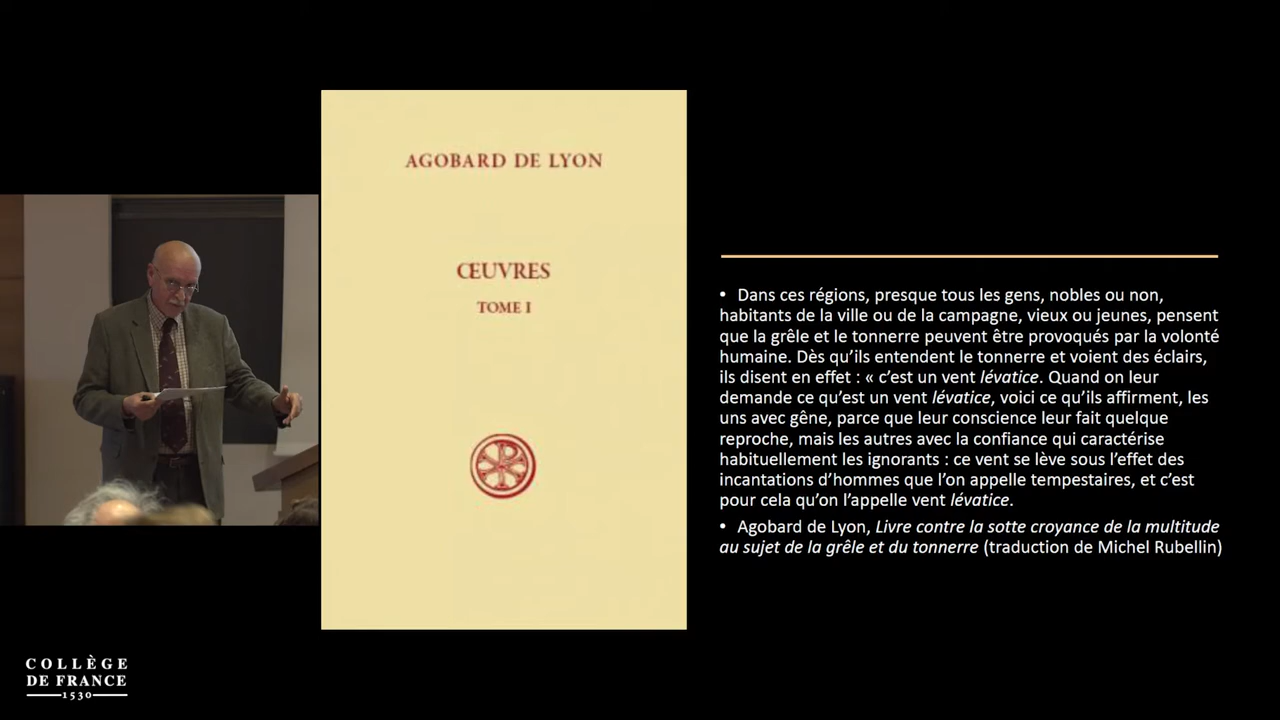 AGOBARD DE LYON
ŒUVRES
TOME I
• Dans ces régions, presque tous les gens, nobles ou non,
habitants de la ville ou de la campagne, vieux ou jeunes, pensent
que la grêle et le tonnerre peuvent être provoqués par la volonté
humaine. Dès qu’ils entendent le tonnerre et voient des éclairs,
ils disent en effet : « c’est un vent lévatice. Quand on leur
demande ce qu’est un vent lévatice, voici ce qu’ils affirment, les
uns avec gêne, parce que leur conscience leur fait quelque
reproche, mais les autres avec la confiance qui caractérise
habituellement les ignorants : ce vent se lève sous l’effet des
incantations d’hommes que l’on appelle tempestaires, et c’est
pour cela qu’on l’appelle vent lévatice.
• Agobard de Lyon, Livre contre la sotte croyance de la multitude
au sujet de la grêle et du tonnerre (traduction de Michel Rubellin)
COLLÈGE
DE FRANCE
1530